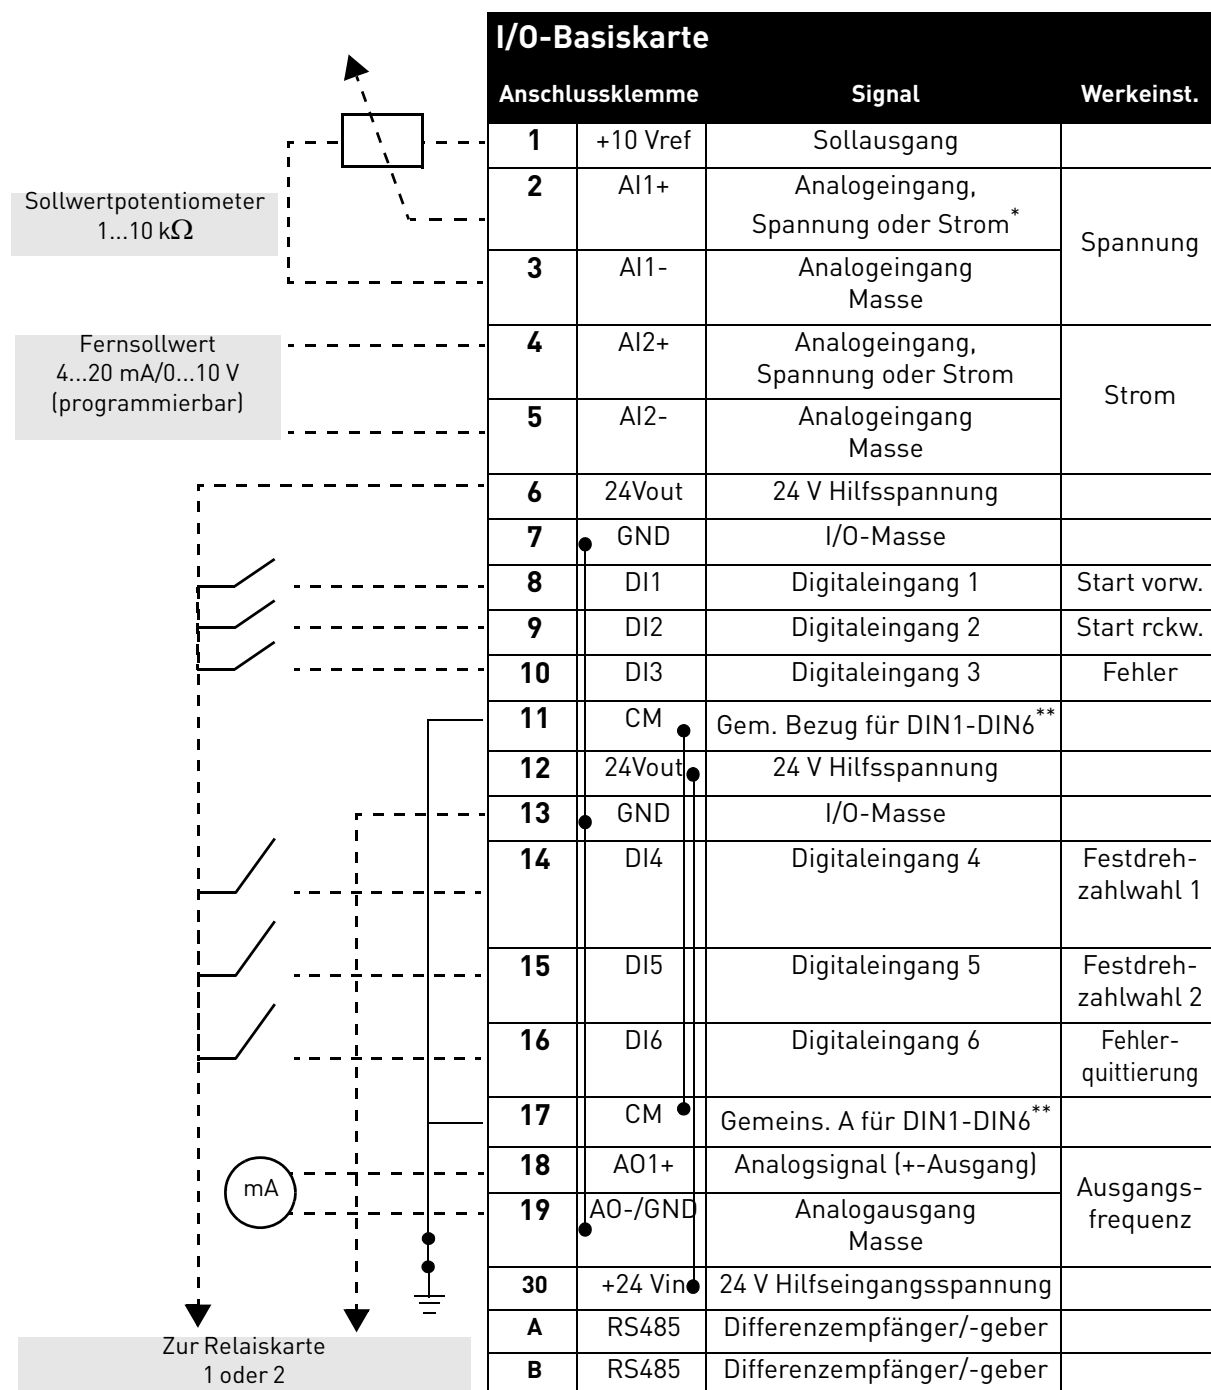 I/O-Basiskarte
Anschlussklemme Signal Werkeinst.
1 +10 Vref Sollausgang
2 AI1+ Analogeingang,
Spannung oder Strom*
Spannung
3 AI1- Analogeingang
Masse
Sollwertpotentiometer
1...10 kΩ
4 AI2+ Analogeingang,
Spannung oder Strom
Strom
5 AI2- Analogeingang
Masse
Fernsollwert
4...20 mA/0...10 V
(programmierbar)
6 24Vout 24 V Hilfsspannung
7 GND I/O-Masse
8 DI1 Digitaleingang 1 Start vorw.
9 DI2 Digitaleingang 2 Start rckw.
10 DI3 Digitaleingang 3 Fehler
11 CM Gem. Bezug für DIN1-DIN6**
12 24Vout 24 V Hilfsspannung
13 GND I/O-Masse
14 DI4 Digitaleingang 4 Festdreh-
zahlwahl 1
15 DI5 Digitaleingang 5 Festdreh-
zahlwahl 2
16 DI6 Digitaleingang 6 Fehler-
quittierung
17 CM Gemeins. A für DIN1-DIN6**
18 AO1+ Analogsignal (+-Ausgang)
Ausgangs-
frequenz
mA
19 AO-/GND Analogausgang
Masse
30 +24 Vin 24 V Hilfseingangsspannung
A RS485 Differenzempfänger/-geber
B RS485 Differenzempfänger/-geber
Zur Relaiskarte
1 oder 2